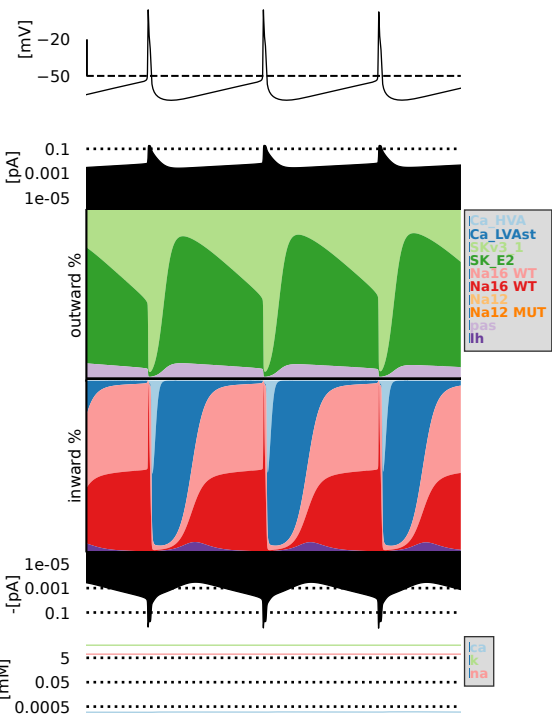 [mV]
−20
−50
[pA]
0.1
0.001
1e-05
outward %
Ca_HVA
Ca_LVAst
SKv3_1
SK_E2
Na16 WT
Na16 WT
Na12
Na12 MUT
pas
Ih
inward %
-[pA]
1e-05
0.001
0.1
[mM]
5
0.05
0.0005
ca
k
na